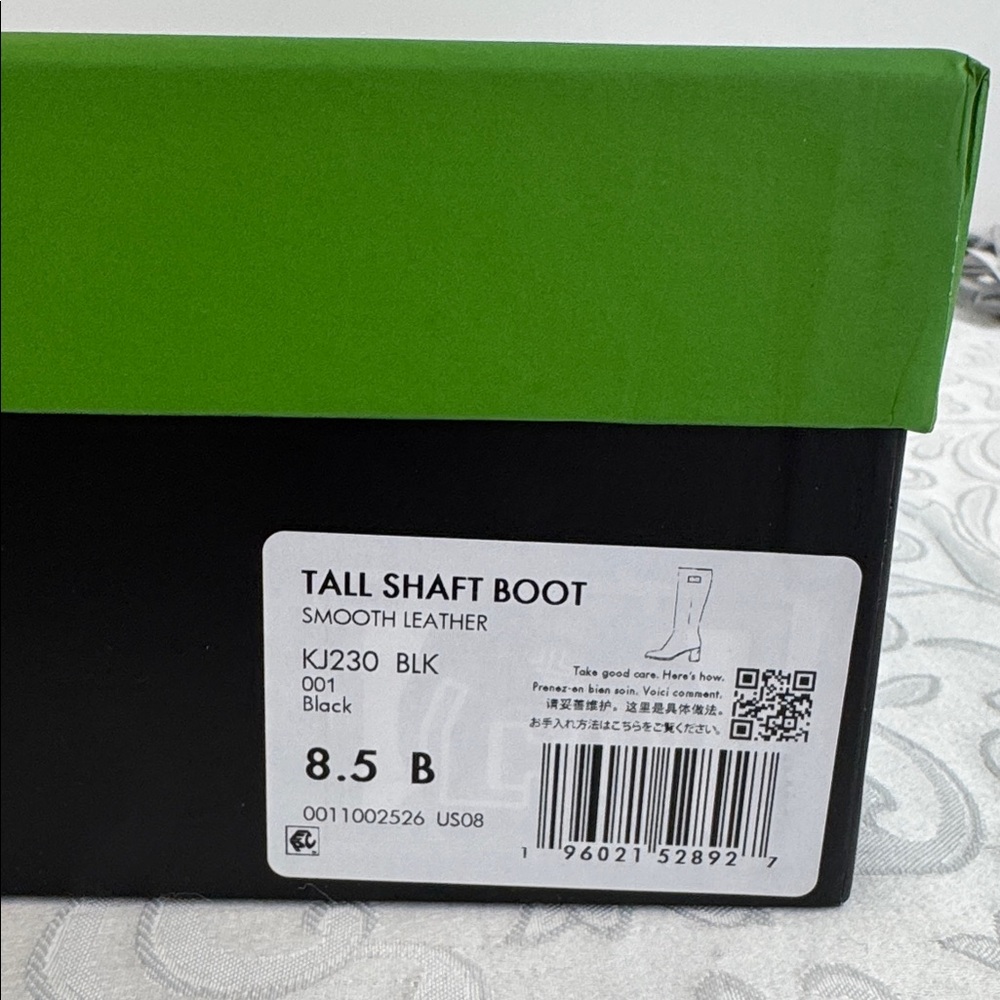 TALL SHAFT BOOT
SMOOTH LEATHER
KJ230 BLK
001
Black
8.5 B
0011002526 US08
Take good care. Here's how.
Prenez-en bien soin. Voici comment.
请妥善维护。这里是具体做法。
お手入れ方法はこちらをご覧ください。
1 96021 52892 7